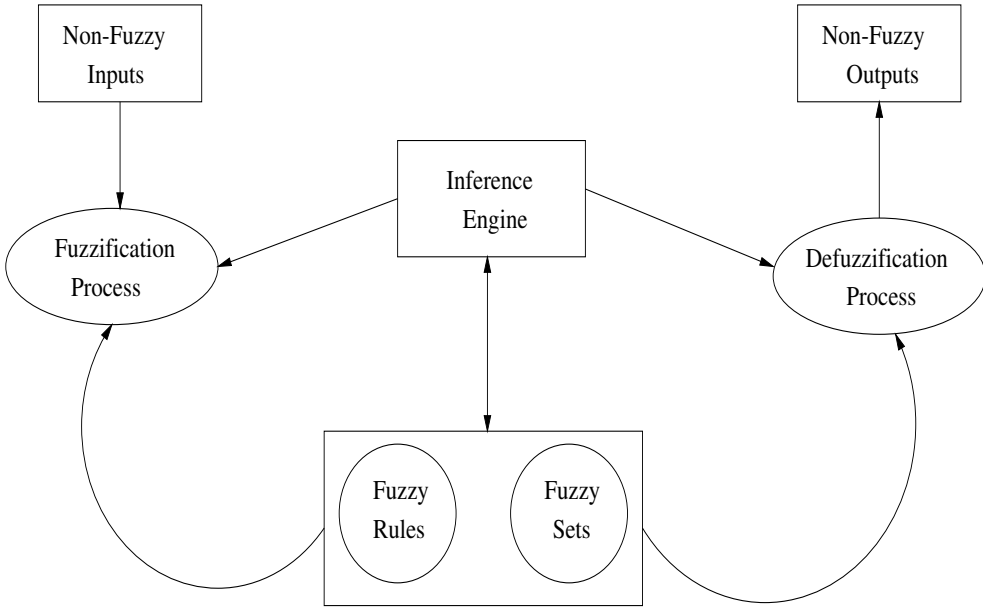 Non-Fuzzy
Inputs
Non-Fuzzy
Outputs
Inference
Engine
Fuzzification
Process
Defuzzification
Process
Fuzzy
Rules
Fuzzy
Sets